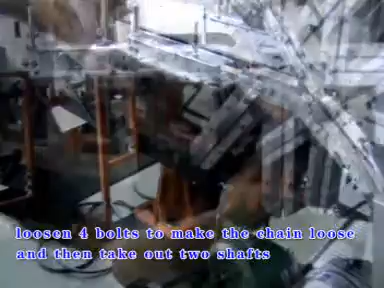 loosen 4 bolts to make the chain loose
and then take out two shafts